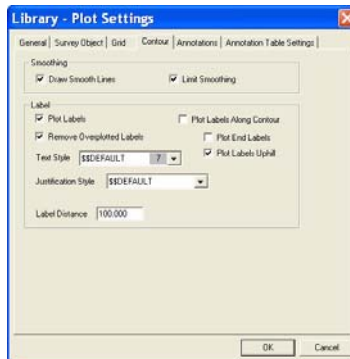 Library - Plot Settings
General Survey Object Grid Contour Annotations Annotation Table Settings
Smoothing
Draw Smooth Lines Limit Smoothing
Label
Plot Labels Plot Labels Along Contour
Remove Overplotted Labels Plot End Labels
Text Style $$DEFAULT 7 Plot Labels Uphill
Justification Style $$DEFAULT
Label Distance 100.000
OK Cancel